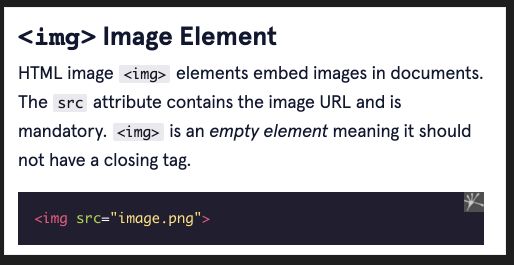 <img> Image Element
HTML image <img> elements embed images in documents.
The src attribute contains the image URL and is
mandatory. <img> is an empty element meaning it should
not have a closing tag.
<img src="image.png">